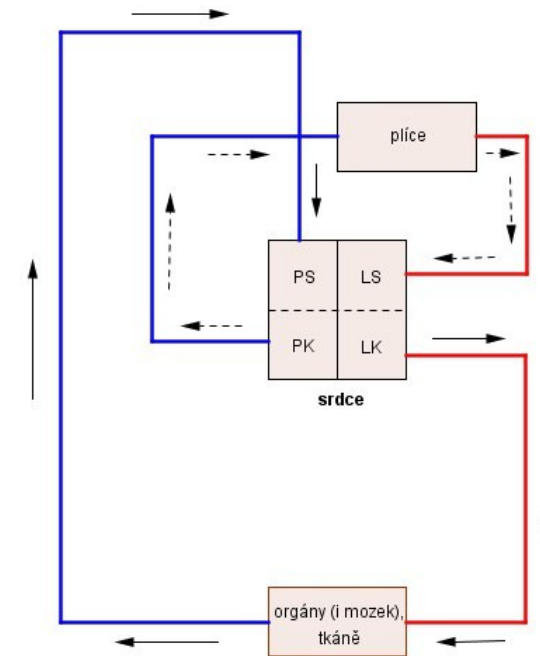 plíce
PS
LS
PK
LK
srdce
orgány (i mozek),
tkáně